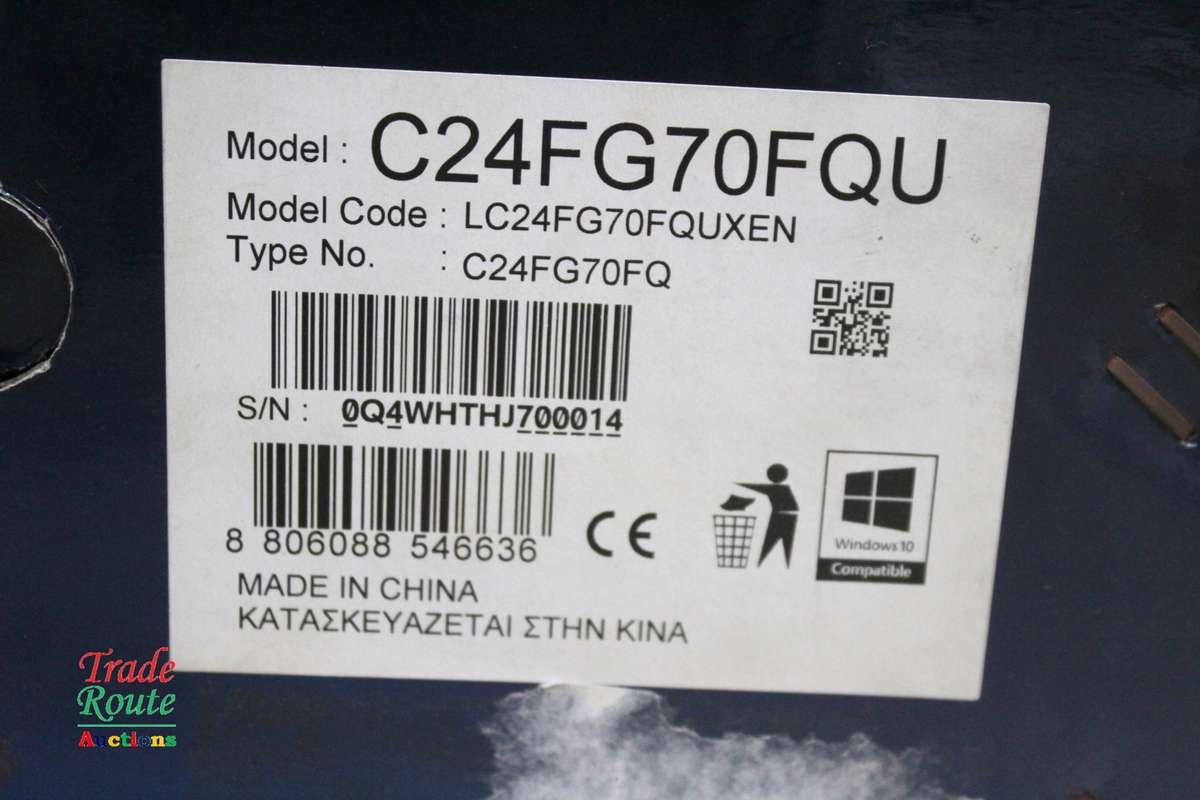 Model : C24FG70FQU
Model Code : LC24FG70FQUXEN
Type No. : C24FG70FQ
S/N : 0Q4WHTHJ700014
8 806088 546636
CE
Windows 10
Compatible
MADE IN CHINA
ΚΑΤΑΣΚΕΥΑΖΕΤΑΙ ΣΤΗΝ ΚΙΝΑ
Trade
Route
Auctions